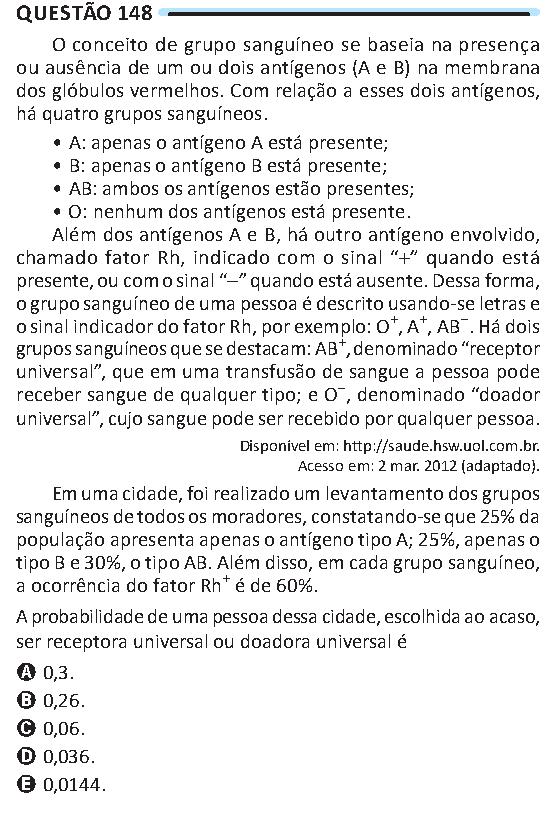 QUESTÃO 148
O conceito de grupo sanguíneo se baseia na presença
ou ausência de um ou dois antígenos (A e B) na membrana
dos glóbulos vermelhos. Com relação a esses dois antígenos,
há quatro grupos sanguíneos.
• A: apenas o antígeno A está presente;
• B: apenas o antígeno B está presente;
• AB: ambos os antígenos estão presentes;
• O: nenhum dos antígenos está presente.
Além dos antígenos A e B, há outro antígeno envolvido,
chamado fator Rh, indicado com o sinal “+” quando está
presente, ou com o sinal “−” quando está ausente. Dessa forma,
o grupo sanguíneo de uma pessoa é descrito usando-se letras e
o sinal indicador do fator Rh, por exemplo: O⁺, A⁺, AB⁻. Há dois
grupos sanguíneos que se destacam: AB⁺, denominado “receptor
universal”, que em uma transfusão de sangue a pessoa pode
receber sangue de qualquer tipo; e O⁻, denominado “doador
universal”, cujo sangue pode ser recebido por qualquer pessoa.
Disponível em: http://saude.hsw.uol.com.br.
Acesso em: 2 mar. 2012 (adaptado).
Em uma cidade, foi realizado um levantamento dos grupos
sanguíneos de todos os moradores, constatando-se que 25% da
população apresenta apenas o antígeno tipo A; 25%, apenas o
tipo B e 30%, o tipo AB. Além disso, em cada grupo sanguíneo,
a ocorrência do fator Rh⁺ é de 60%.
A probabilidade de uma pessoa dessa cidade, escolhida ao acaso,
ser receptora universal ou doadora universal é
A 0,3.
B 0,26.
C 0,06.
D 0,036.
E 0,0144.